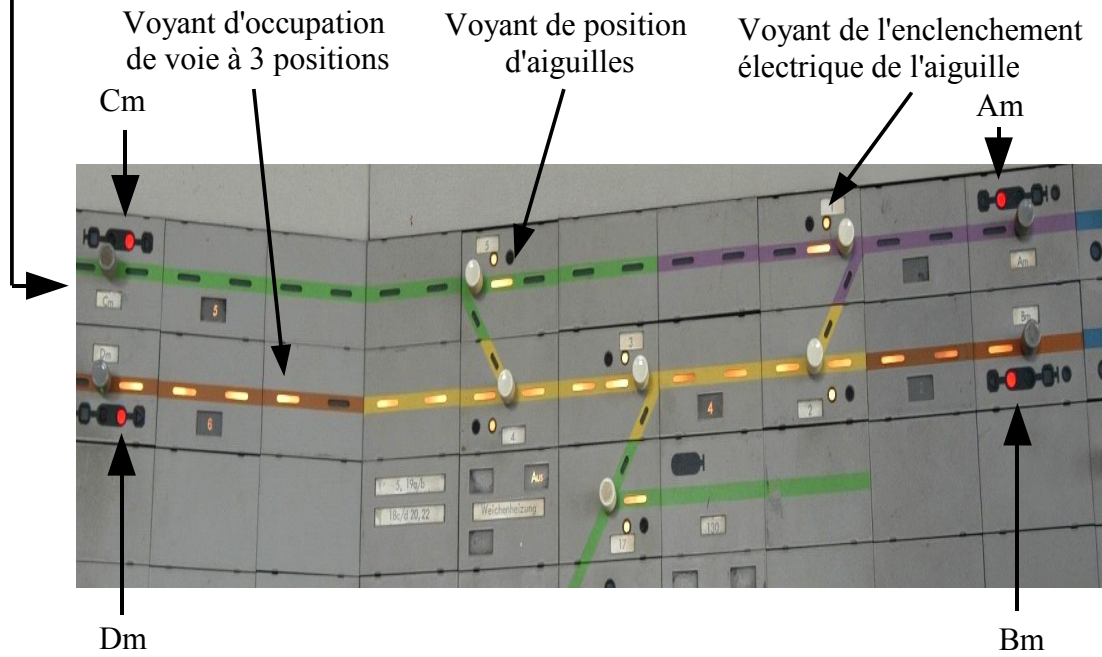 Voyant d'occupation
de voie à 3 positions
Voyant de position
d'aiguilles
Voyant de l'enclenchement
électrique de l'aiguille
Cm
Am
5
1
Cm
5
Am
Dm
3
Bm
6
4
4
2
5, 19a/b
18c/d 20,22
Aus
Weichenheizung
17
130
Dm
Bm